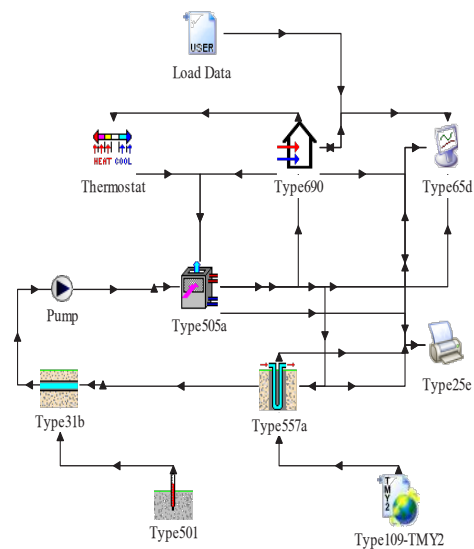 USER
Load Data
HEAT COOL
Thermostat
Type690
Type65d
Pump
Type505a
Type25e
Type31b
Type557a
Type501
TMY2
Type109-TMY2